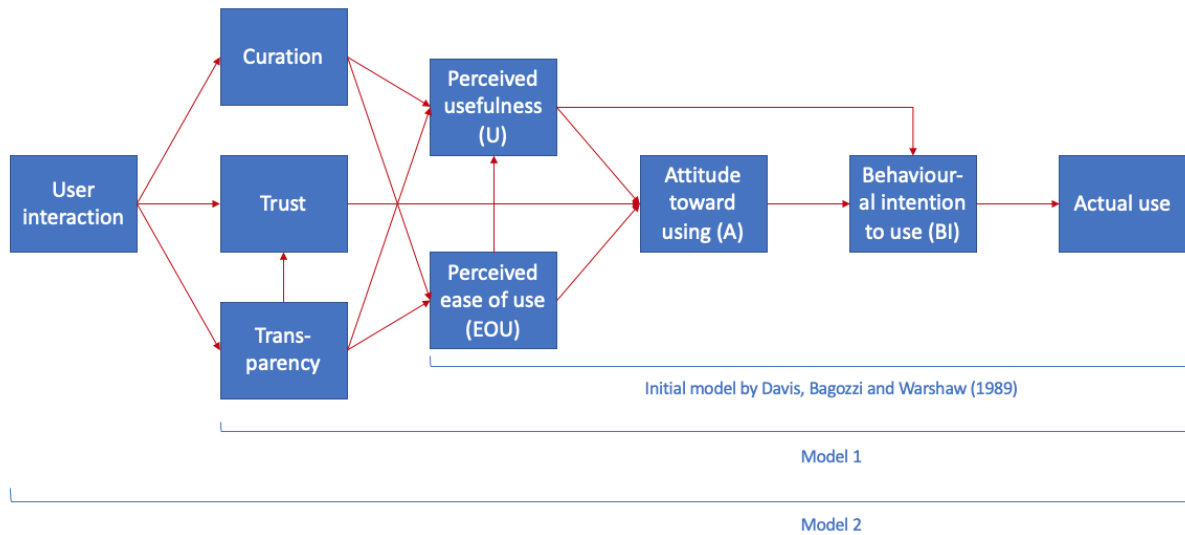 Curation
Perceived
usefulness
(U)
User
interaction
Trust
Attitude
toward
using (A)
Behaviour-
al intention
to use (BI)
Actual use
Trans-
parency
Perceived
ease of use
(EOU)
Initial model by Davis, Bagozzi and Warshaw (1989)
Model 1
Model 2